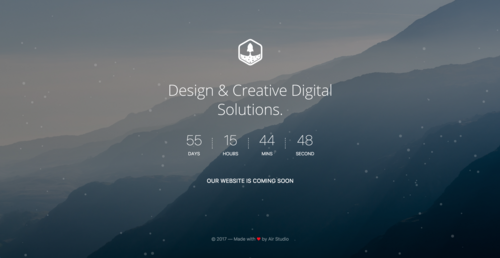 Design & Creative Digital
Solutions.
55 15 44 48
DAYS HOURS MINS SECOND
OUR WEBSITE IS COMING SOON
© 2017 — Made with ❤ by Air Studio